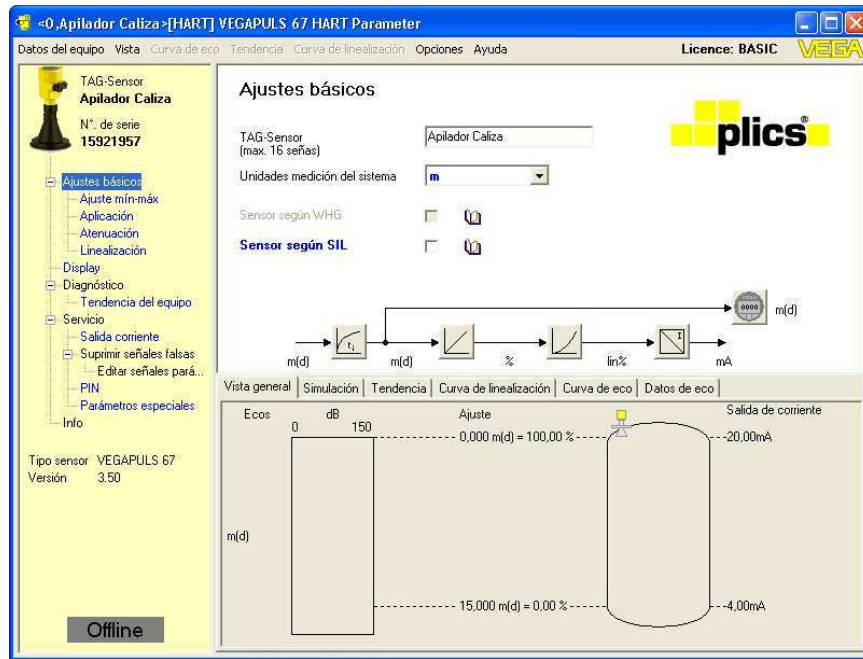 <0,Apilador Caliza>[HART] VEGAPULS 67 HART Parameter
Datos del equipo Vista Curva de eco Tendencia Curva de linealización Opciones Ayuda Licence: BASIC VEGA
TAG-Sensor
Apilador Caliza
N°. de serie
15921957
Ajustes básicos
Ajuste mín-máx
Aplicación
Atenuación
Linealización
Display
Diagnóstico
Tendencia del equipo
Servicio
Salida corriente
Suprimir señales falsas
Editar señales pará...
PIN
Parámetros especiales
Info
Tipo sensor VEGAPULS 67
Versión 3.50
Offline
Ajustes básicos
plics®
TAG-Sensor
(max. 16 señas)
Apilador Caliza
Unidades medición del sistema m
Sensor según WHG
Sensor según SIL
0000
m(d)
ti
I
m(d) m(d) % lin% mA
Vista general Simulación Tendencia Curva de linealización Curva de eco Datos de eco
Ecos dB Ajuste Salida de corriente
0 150
0,000 m(d) = 100,00 % 20,00mA
m(d)
15,000 m(d) = 0,00 % 4,00mA